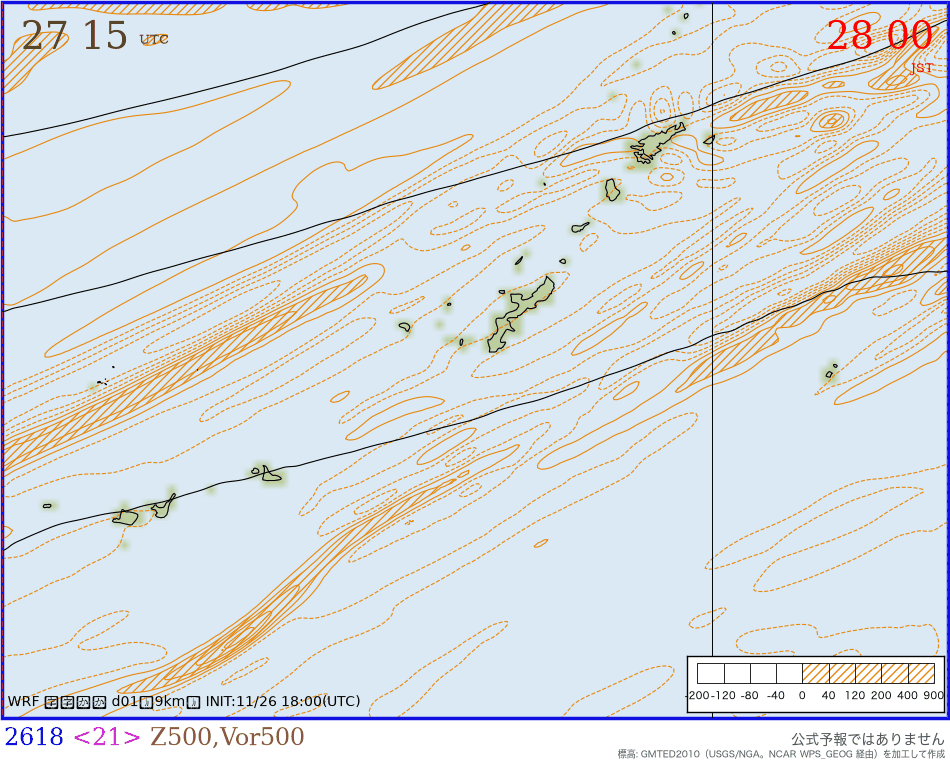 27 15 UTC
28 00
JST
WRF d01 9km INIT:11/26 18:00(UTC)
-200 -120 -80 -40 0 40 120 200 400 900
2618 <21> Z500,Vor500
公式予報ではありません
標高: GMTED2010（USGS/NGA。NCAR WPS_GEOG 経由）を加工して作成